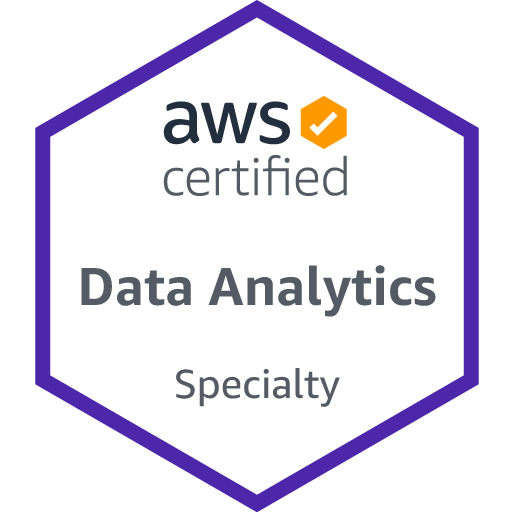 aws
certified
Data Analytics
Specialty